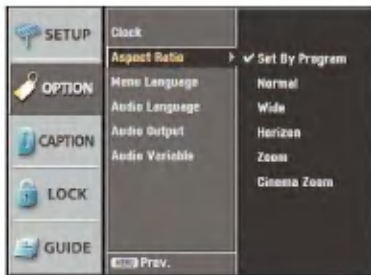 SETUP
OPTION
CAPTION
LOCK
GUIDE
Clock
Aspect Ratio
Menu Language
Audio Language
Audio Output
Audio Variable
MENU Prev.
Set By Program
Normal
Wide
Horizon
Zoom
Cinema Zoom